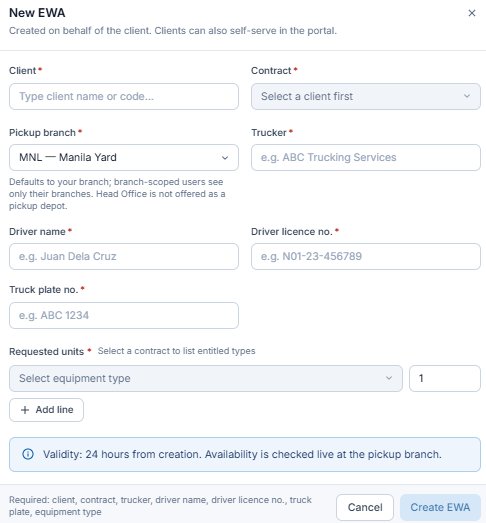 New EWA
Created on behalf of the client. Clients can also self-serve in the portal.
Client *
Contract *
Type client name or code...
Select a client first
Pickup branch *
Trucker *
MNL — Manila Yard
e.g. ABC Trucking Services
Defaults to your branch; branch-scoped users see
only their branches. Head Office is not offered as a
pickup depot.
Driver name *
Driver licence no. *
e.g. Juan Dela Cruz
e.g. N01-23-456789
Truck plate no. *
e.g. ABC 1234
Requested units * Select a contract to list entitled types
Select equipment type
1
+ Add line
Validity: 24 hours from creation. Availability is checked live at the pickup branch.
Required: client, contract, trucker, driver name, driver licence no., truck
plate, equipment type
Cancel
Create EWA